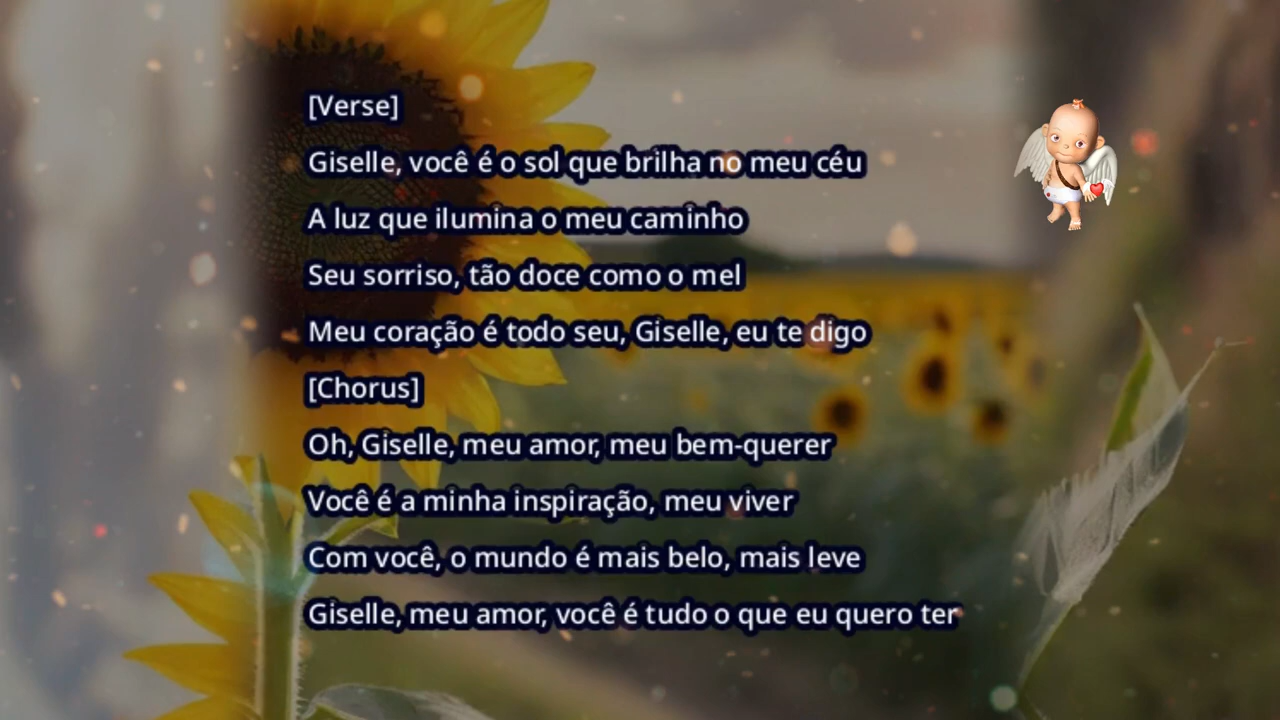 [Verse]
Giselle, você é o sol que brilha no meu céu
A luz que ilumina o meu caminho
Seu sorriso, tão doce como o mel
Meu coração é todo seu, Giselle, eu te digo
[Chorus]
Oh, Giselle, meu amor, meu bem-querer
Você é a minha inspiração, meu viver
Com você, o mundo é mais belo, mais leve
Giselle, meu amor, você é tudo o que eu quero ter